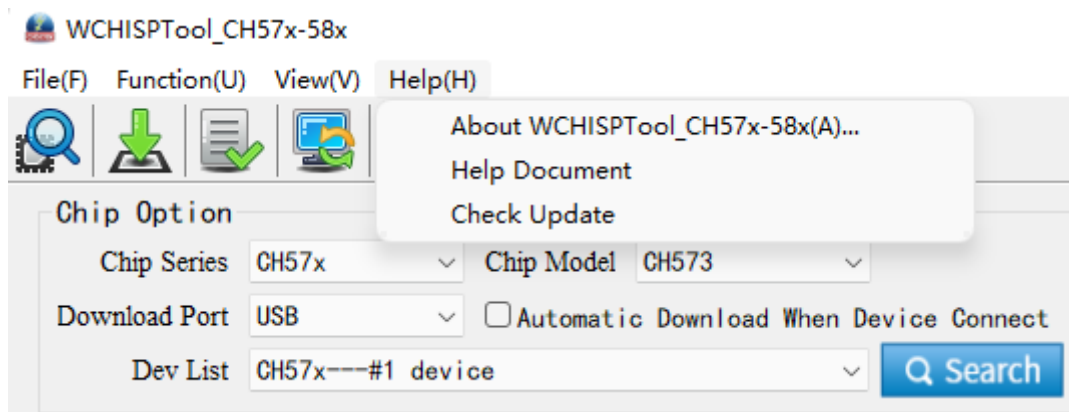 WCHISPTool_CH57x-58x
File(F) Function(U) View(V) Help(H)
About WCHISPTool_CH57x-58x(A)...
Help Document
Check Update
Chip Option
Chip Series CH57x Chip Model CH573
Download Port USB Automatic Download When Device Connect
Dev List CH57x---#1 device Search